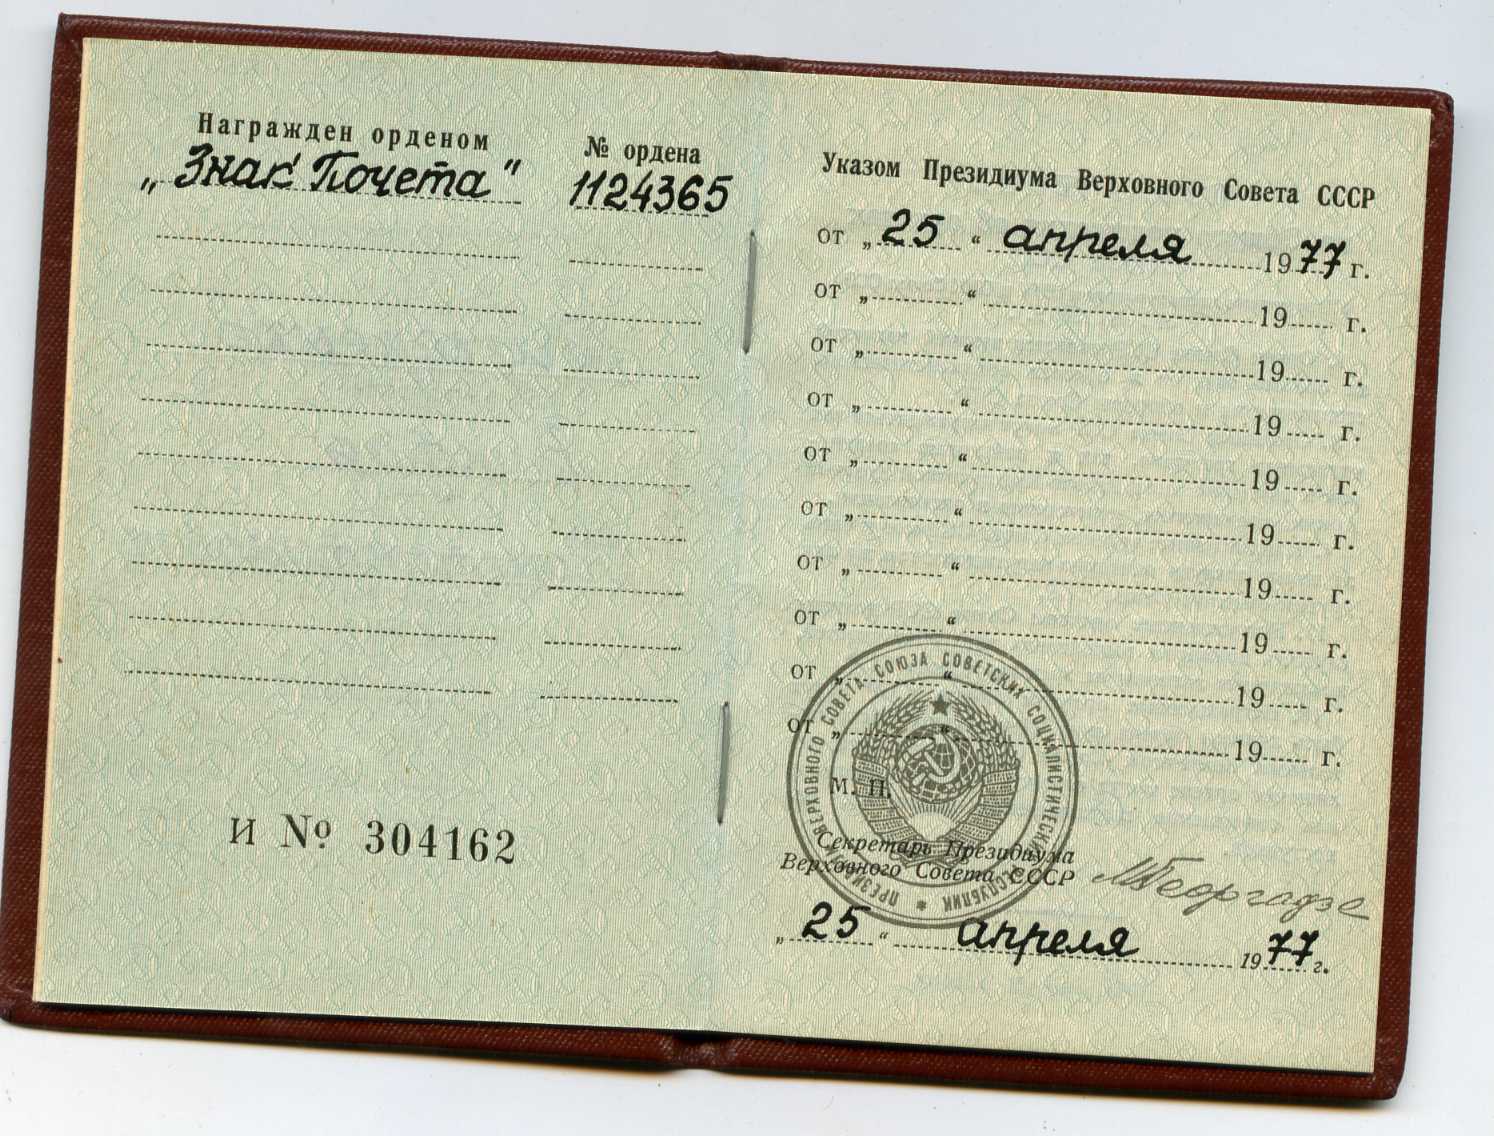 Награжден орденом
№ ордена
„Знак Почета"
1124365
И № 304162
Указом Президиума Верховного Совета СССР
от „ 25 “ апреля 1977 г.
от „ “ 19 г.
от „ “ 19 г.
от „ “ 19 г.
от „ “ 19 г.
от „ “ 19 г.
от „ “ 19 г.
от „ “ 19 г.
от „ “ 19 г.
от „ “ 19 г.
ПРЕЗИДИУМ ВЕРХОВНОГО СОВЕТА СОЮЗА СОВЕТСКИХ СОЦИАЛИСТИЧЕСКИХ РЕСПУБЛИК *
М. П.
Секретарь Президиума
Верховного Совета СССР
МГеоргадзе
„ 25 “ апреля 1977 г.